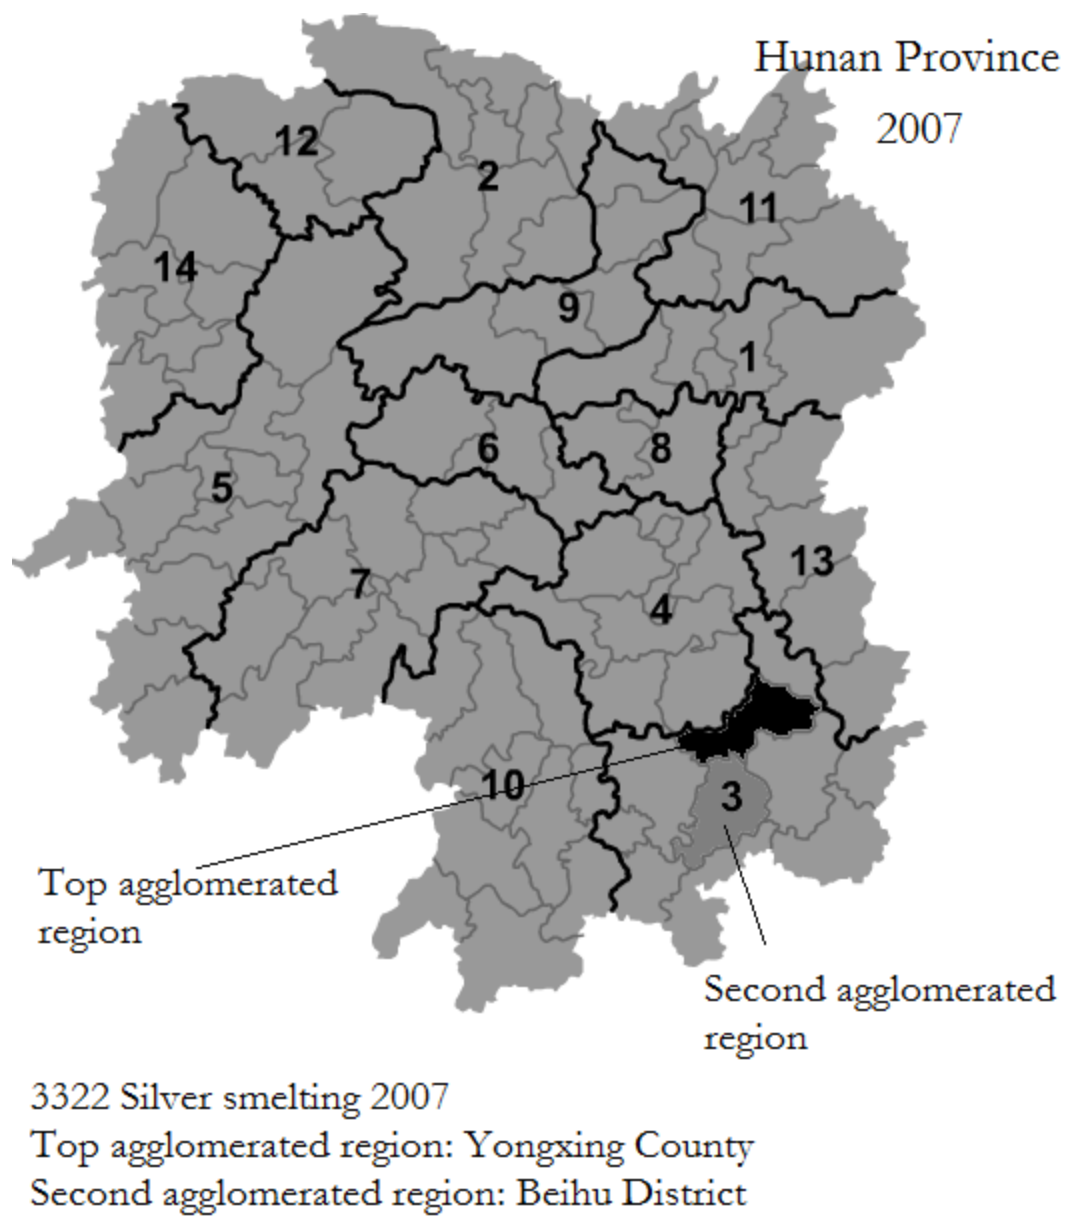 Hunan Province
2007
12
2
11
14
9
1
6
8
5
13
7
4
10
3
Top agglomerated
region
Second agglomerated
region
3322 Silver smelting 2007
Top agglomerated region: Yongxing County
Second agglomerated region: Beihu District